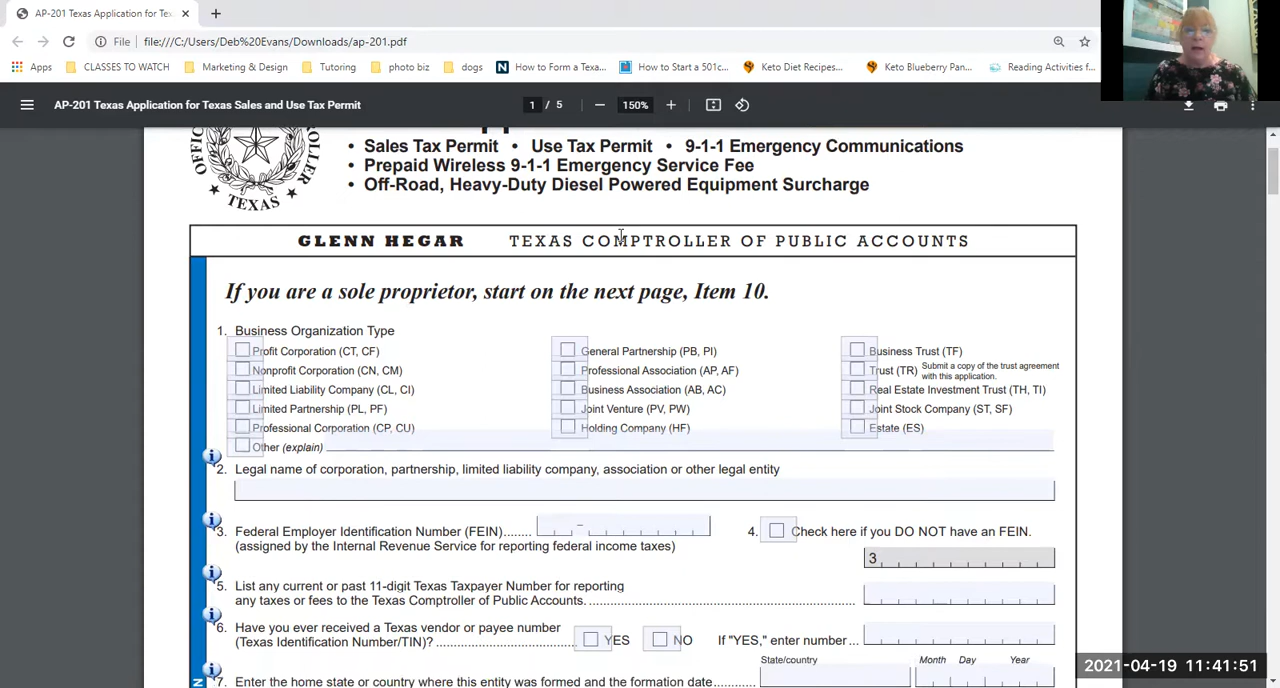 AP-201 Texas Application for Tex
File file:///C:/Users/Deb%20Evans/Downloads/ap-201.pdf
Apps CLASSES TO WATCH Marketing & Design Tutoring photo biz dogs How to Form a Texa... How to Start a 501c... Keto Diet Recipes... Keto Blueberry Pan... Reading Activities f
AP-201 Texas Application for Texas Sales and Use Tax Permit 1 / 5 150%
• Sales Tax Permit • Use Tax Permit • 9-1-1 Emergency Communications
• Prepaid Wireless 9-1-1 Emergency Service Fee
• Off-Road, Heavy-Duty Diesel Powered Equipment Surcharge
TEXAS
GLENN HEGAR TEXAS COMPTROLLER OF PUBLIC ACCOUNTS
If you are a sole proprietor, start on the next page, Item 10.
1. Business Organization Type
Profit Corporation (CT, CF) General Partnership (PB, PI) Business Trust (TF)
Nonprofit Corporation (CN, CM) Professional Association (AP, AF) Trust (TR) Submit a copy of the trust agreement
with this application.
Limited Liability Company (CL, CI) Business Association (AB, AC) Real Estate Investment Trust (TH, TI)
Limited Partnership (PL, PF) Joint Venture (PV, PW) Joint Stock Company (ST, SF)
Professional Corporation (CP, CU) Holding Company (HF) Estate (ES)
Other (explain)
2. Legal name of corporation, partnership, limited liability company, association or other legal entity
3. Federal Employer Identification Number (FEIN)........ – 4. Check here if you DO NOT have an FEIN.
(assigned by the Internal Revenue Service for reporting federal income taxes)
3
5. List any current or past 11-digit Texas Taxpayer Number for reporting
any taxes or fees to the Texas Comptroller of Public Accounts.
6. Have you ever received a Texas vendor or payee number
(Texas Identification Number/TIN)? YES NO If "YES," enter number...
State/country Month Day Year
7. Enter the home state or country where this entity was formed and the formation date
2021-04-19 11:41:51